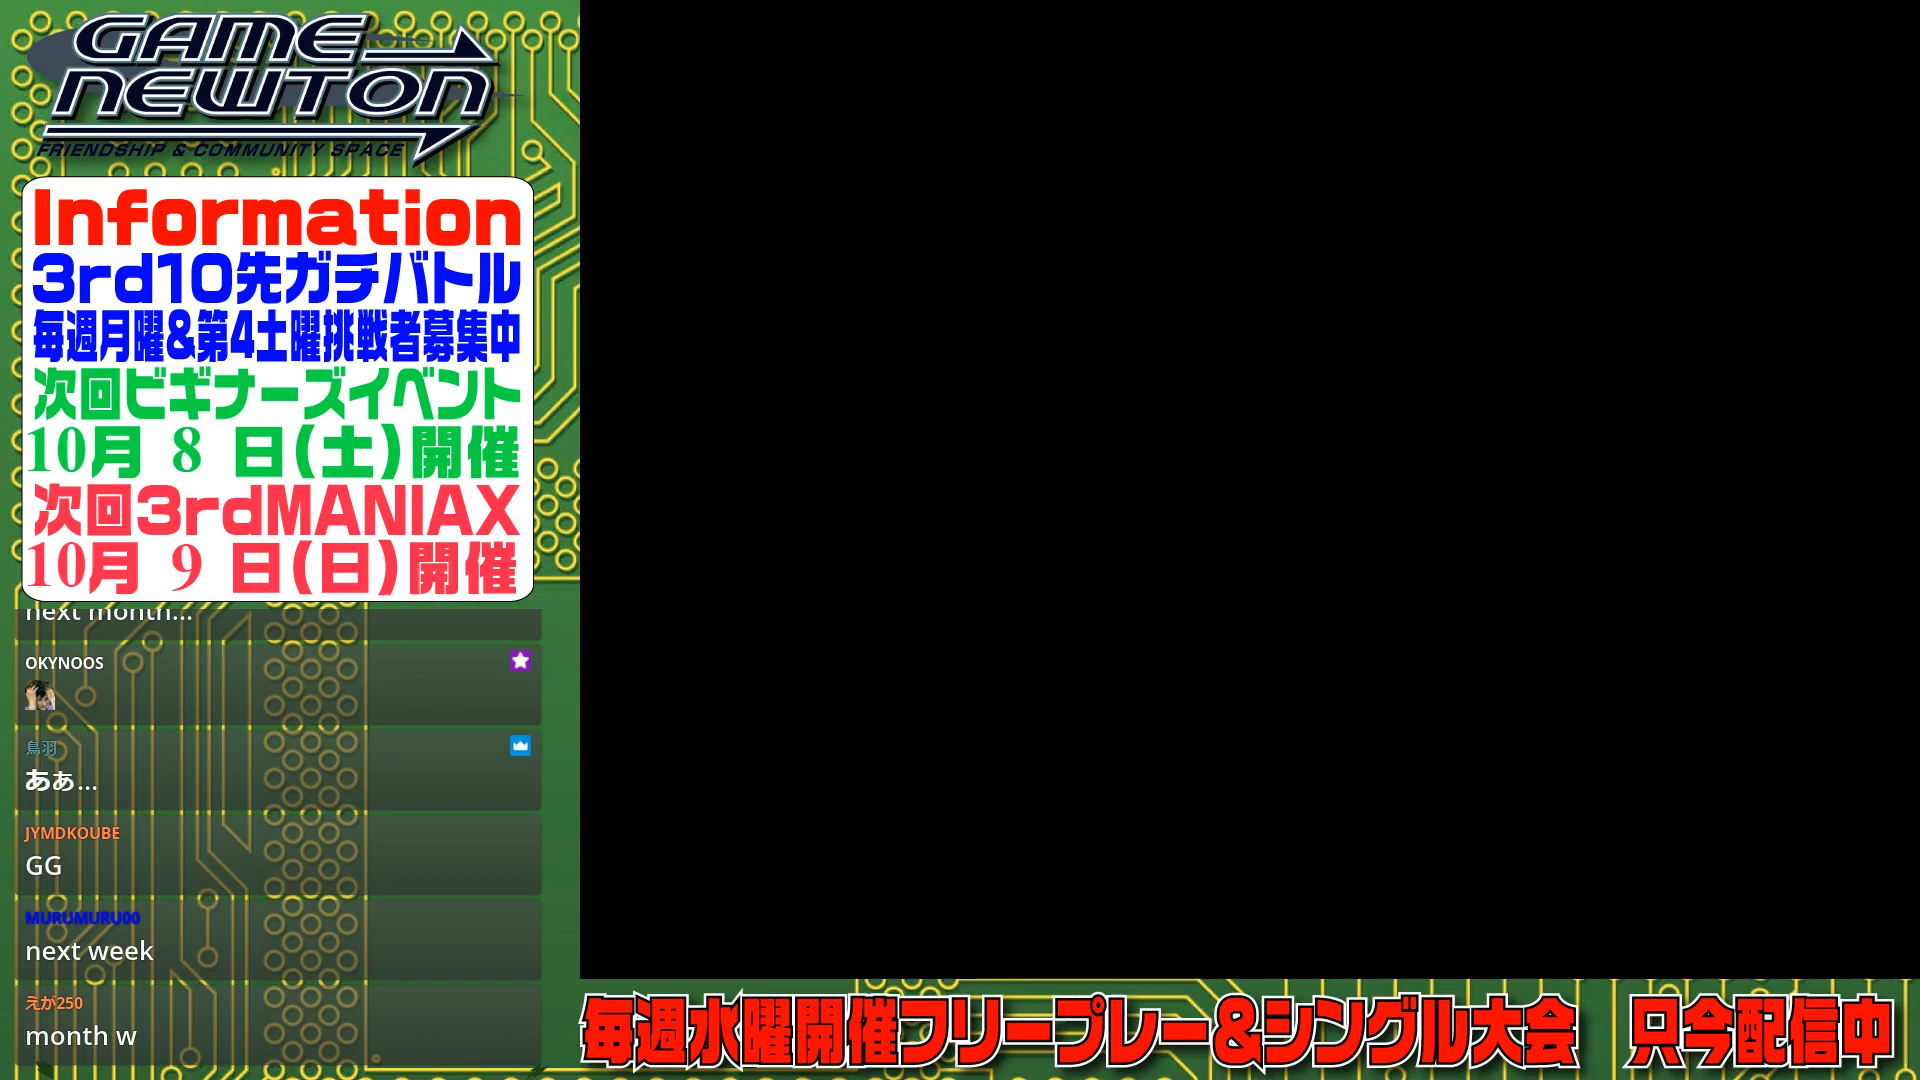 GAME
NEWTON
FRIENDSHIP & COMMUNITY SPACE
Information
3rd10先ガチバトル
毎週月曜&第4土曜挑戦者募集中
次回ビギナーズイベント
10月 8 日(土)開催
次回3rdMANIAX
10月 9 日(日)開催
next month...
OKYNOOS
鳥羽
あぁ...
JYMDKOUBE
GG
MURUMURU00
next week
えが250
month w
毎週水曜開催フリープレー&シングル大会 只今配信中